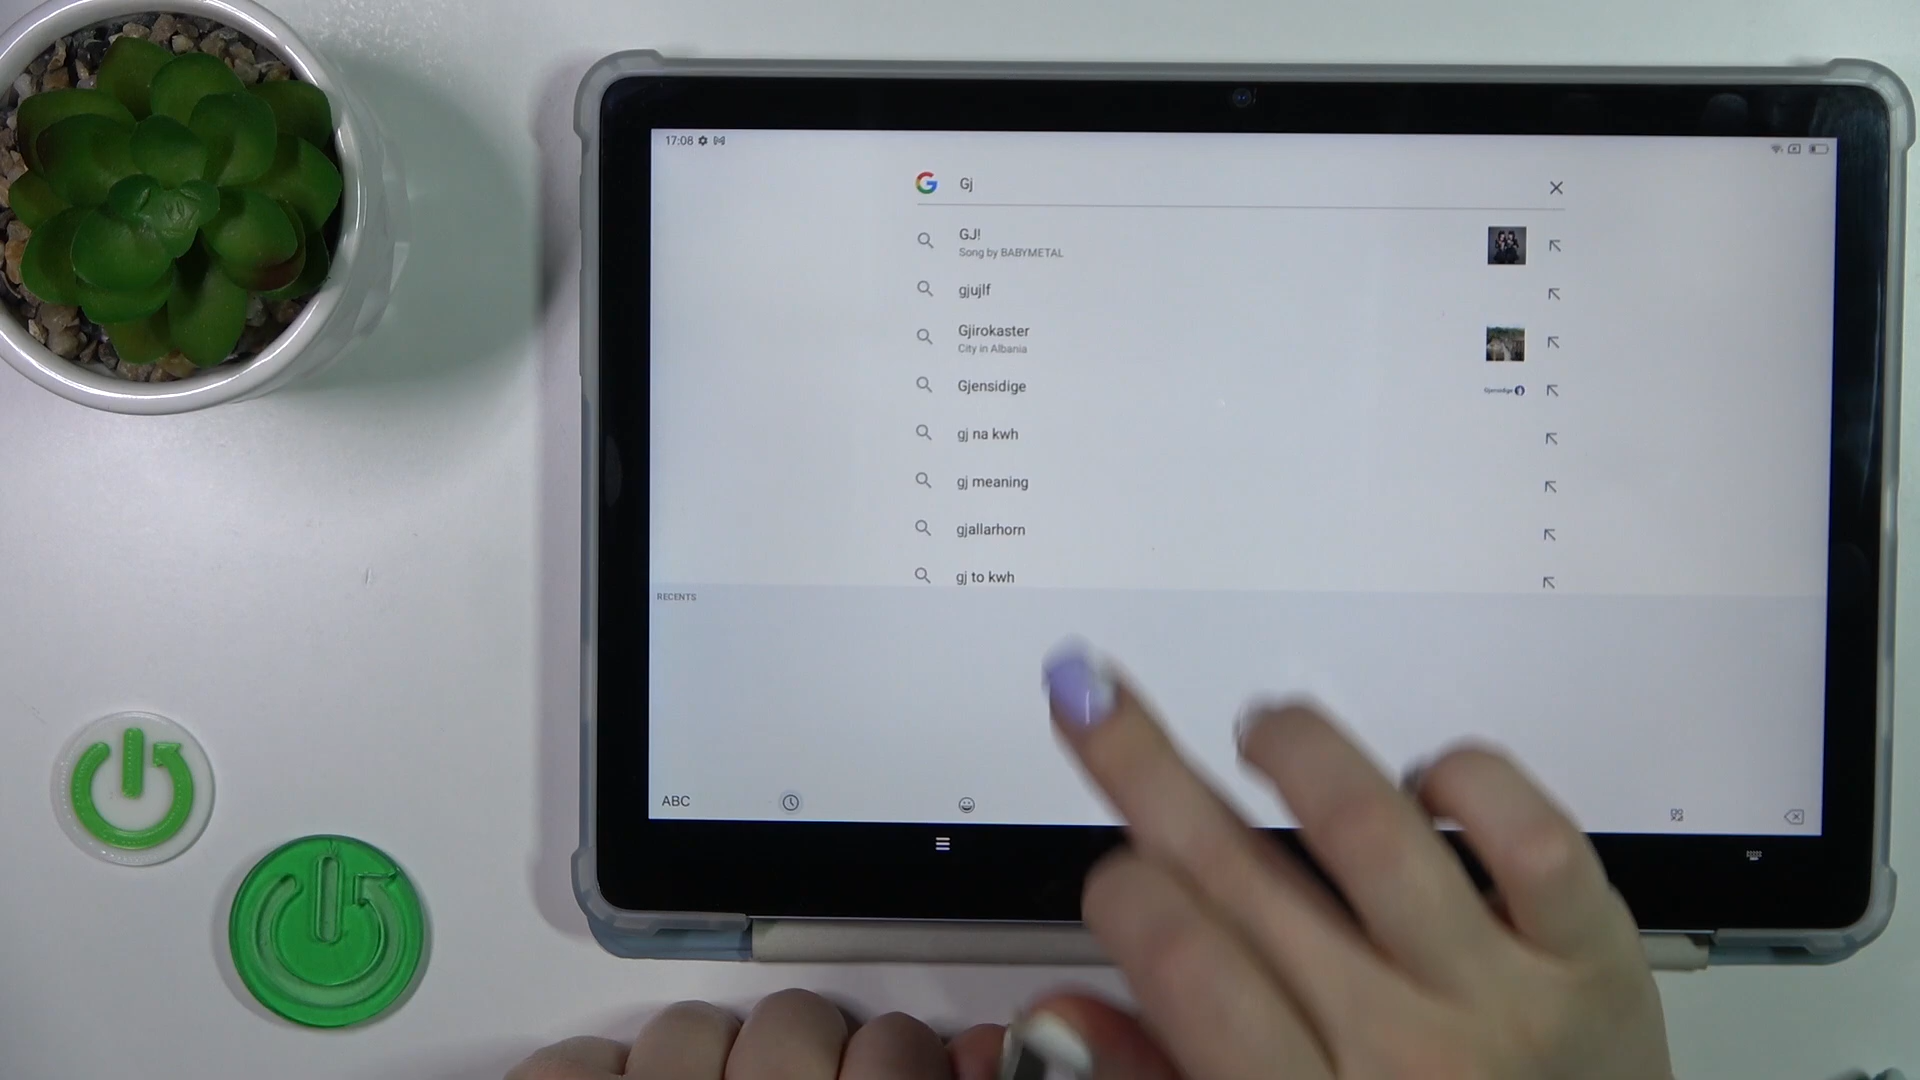 17:08
Gj
GJ!
Song by BABYMETAL
gjujlf
Gjirokaster
City in Albania
Gjensidige
Gjensidige
gj na kwh
gj meaning
gjallarhorn
gj to kwh
RECENTS
ABC